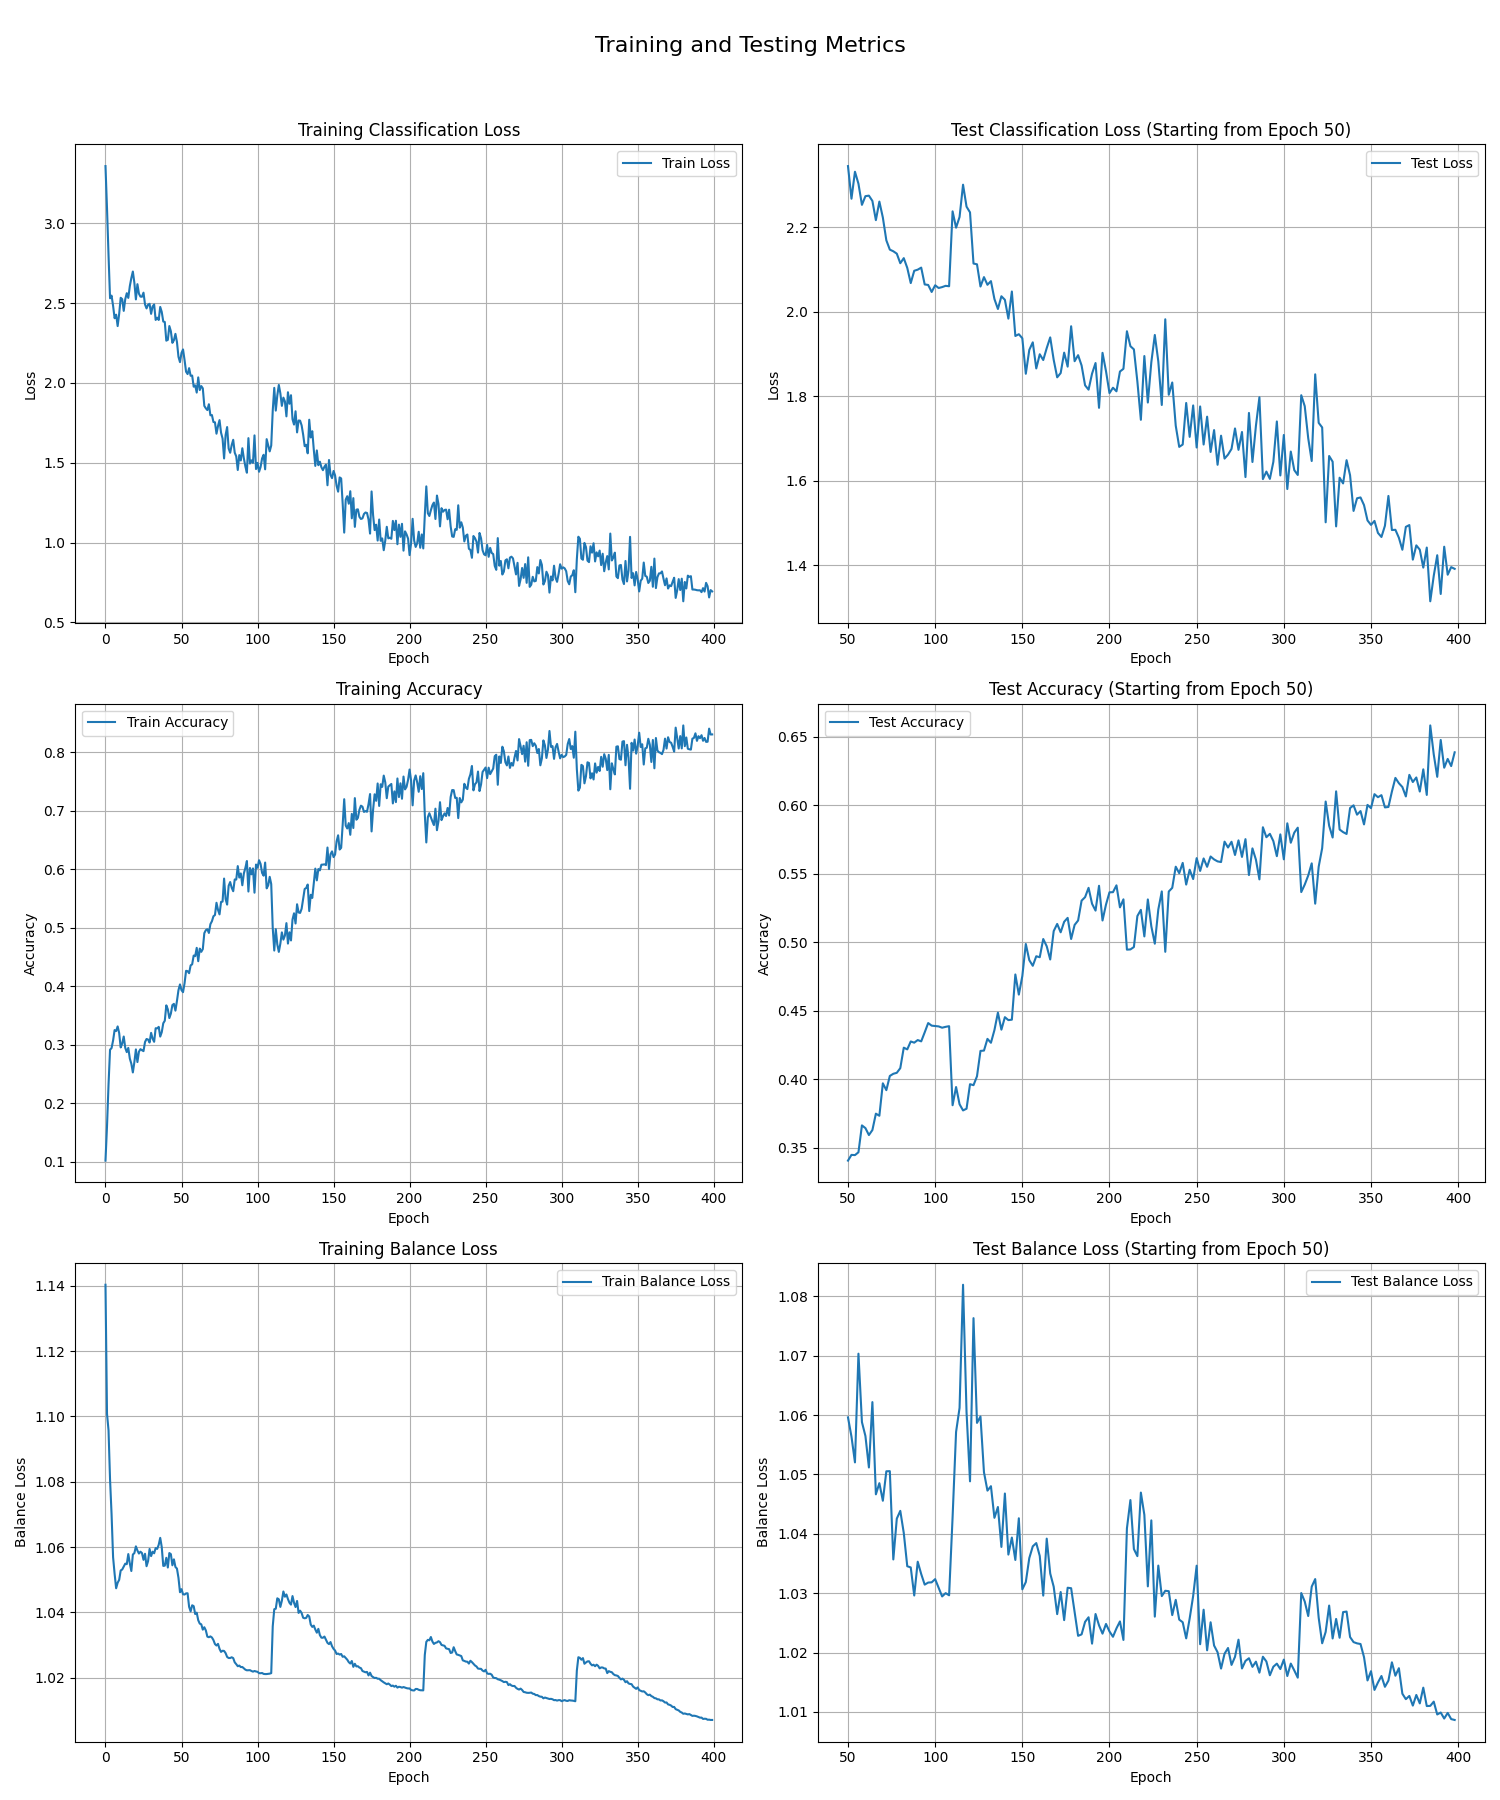 Training and Testing Metrics
Training Classification Loss
Train Loss
Loss
3.0
2.5
2.0
1.5
1.0
0.5
0 50 100 150 200 250 300 350 400
Epoch
Test Classification Loss (Starting from Epoch 50)
Test Loss
Loss
2.2
2.0
1.8
1.6
1.4
50 100 150 200 250 300 350 400
Epoch
Training Accuracy
Train Accuracy
Accuracy
0.8
0.7
0.6
0.5
0.4
0.3
0.2
0.1
0 50 100 150 200 250 300 350 400
Epoch
Test Accuracy (Starting from Epoch 50)
Test Accuracy
Accuracy
0.65
0.60
0.55
0.50
0.45
0.40
0.35
50 100 150 200 250 300 350 400
Epoch
Training Balance Loss
Train Balance Loss
Balance Loss
1.14
1.12
1.10
1.08
1.06
1.04
1.02
0 50 100 150 200 250 300 350 400
Epoch
Test Balance Loss (Starting from Epoch 50)
Test Balance Loss
Balance Loss
1.08
1.07
1.06
1.05
1.04
1.03
1.02
1.01
50 100 150 200 250 300 350 400
Epoch